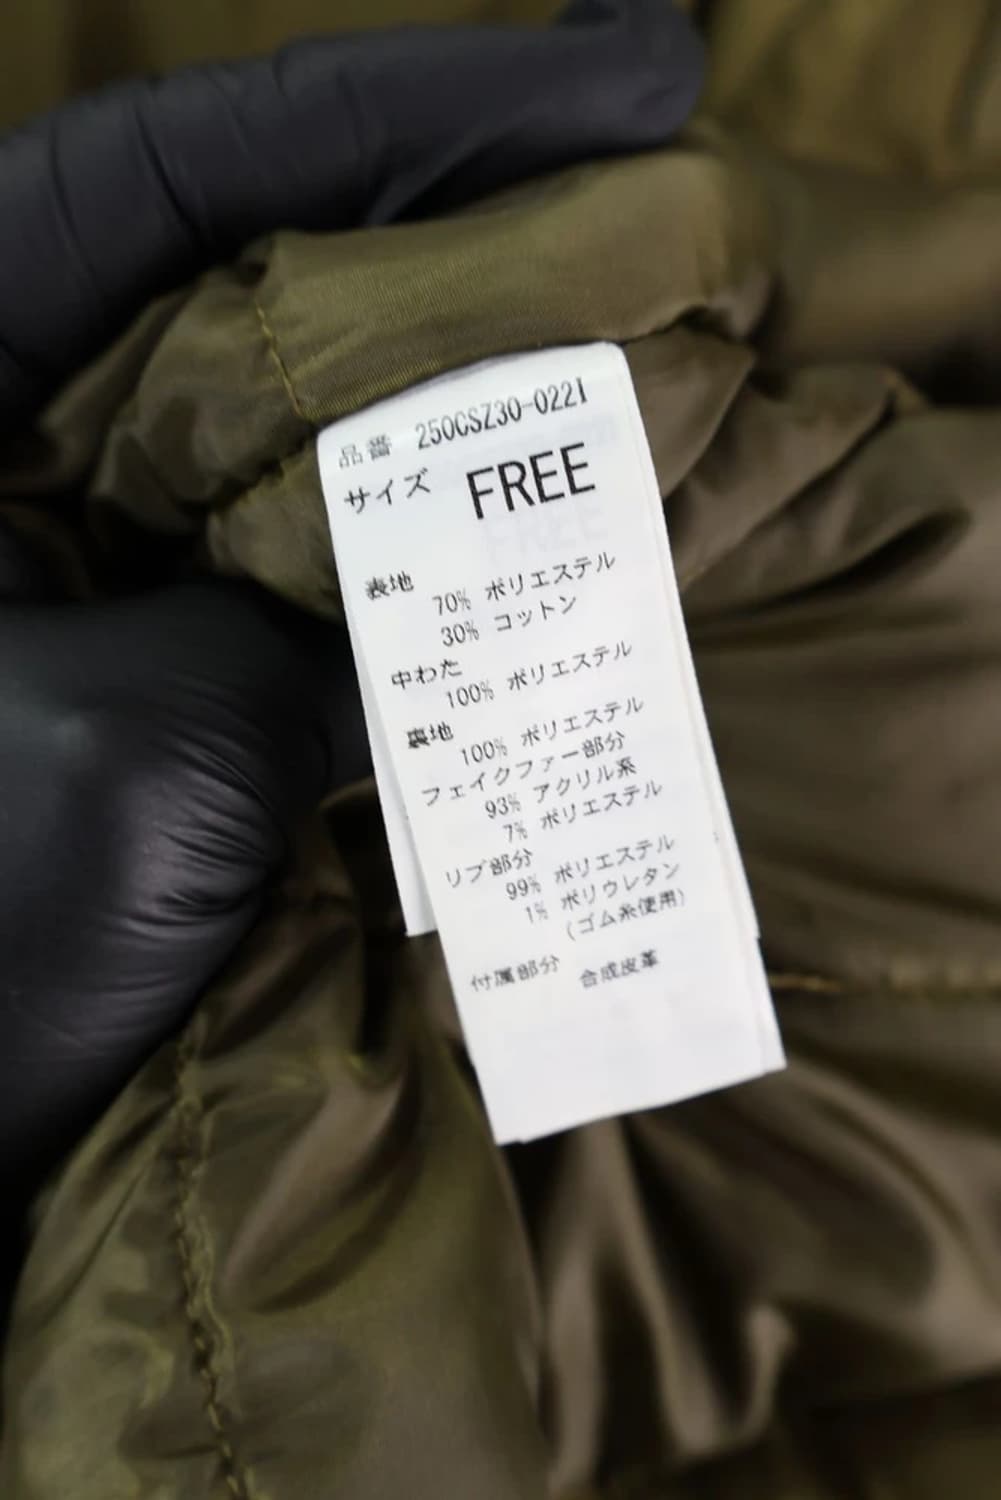 品番 250CSZ30-022I
サイズ FREE
表地
70% ポリエステル
30% コットン
中わた
100% ポリエステル
裏地
100% ポリエステル
フェイクファー部分
93% アクリル系
7% ポリエステル
リブ部分
99% ポリエステル
1% ポリウレタン
(ゴム糸使用)
付属部分 合成皮革